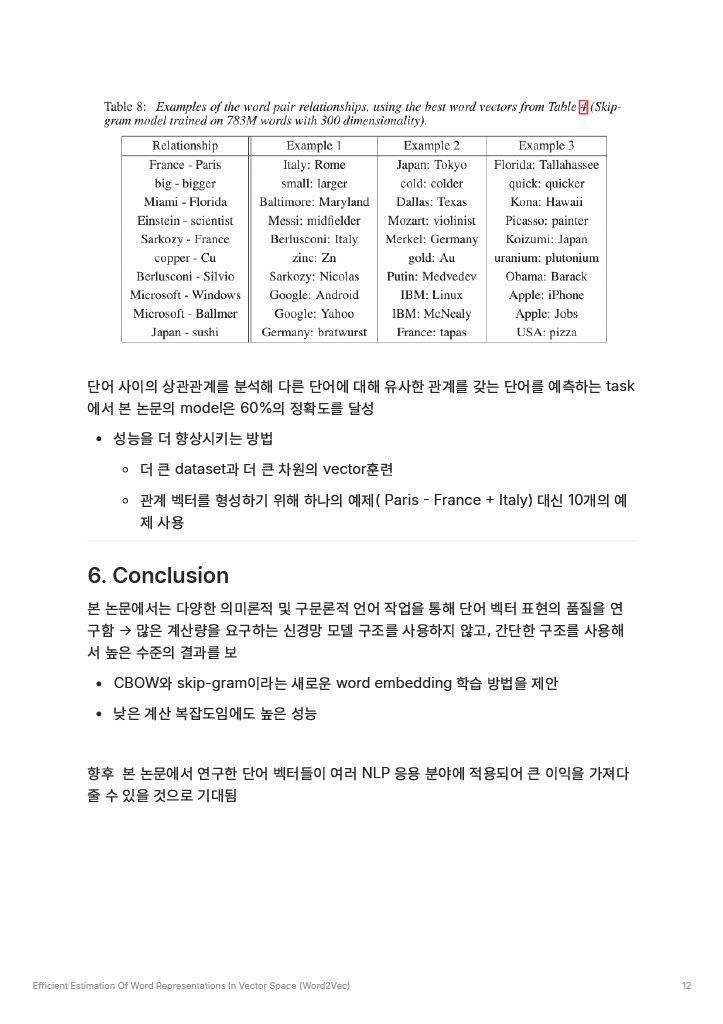 Table 8: Examples of the word pair relationships, using the best word vectors from Table 4 (Skip-
gram model trained on 783M words with 300 dimensionality).
Relationship Example 1 Example 2 Example 3
France - Paris Italy: Rome Japan: Tokyo Florida: Tallahassee
big - bigger small: larger cold: colder quick: quicker
Miami - Florida Baltimore: Maryland Dallas: Texas Kona: Hawaii
Einstein - scientist Messi: midfielder Mozart: violinist Picasso: painter
Sarkozy - France Berlusconi: Italy Merkel: Germany Koizumi: Japan
copper - Cu zinc: Zn gold: Au uranium: plutonium
Berlusconi - Silvio Sarkozy: Nicolas Putin: Medvedev Obama: Barack
Microsoft - Windows Google: Android IBM: Linux Apple: iPhone
Microsoft - Ballmer Google: Yahoo IBM: McNealy Apple: Jobs
Japan - sushi Germany: bratwurst France: tapas USA: pizza
단어 사이의 상관관계를 분석해 다른 단어에 대해 유사한 관계를 갖는 단어를 예측하는 task
에서 본 논문의 model은 60%의 정확도를 달성
• 성능을 더 향상시키는 방법
◦ 더 큰 dataset과 더 큰 차원의 vector훈련
◦ 관계 벡터를 형성하기 위해 하나의 예제( Paris - France + Italy) 대신 10개의 예
제 사용
6. Conclusion
본 논문에서는 다양한 의미론적 및 구문론적 언어 작업을 통해 단어 벡터 표현의 품질을 연
구함 → 많은 계산량을 요구하는 신경망 모델 구조를 사용하지 않고, 간단한 구조를 사용해
서 높은 수준의 결과를 보
• CBOW와 skip-gram이라는 새로운 word embedding 학습 방법을 제안
• 낮은 계산 복잡도임에도 높은 성능
향후 본 논문에서 연구한 단어 벡터들이 여러 NLP 응용 분야에 적용되어 큰 이익을 가져다
줄 수 있을 것으로 기대됨
Efficient Estimation Of Word Representations In Vector Space (Word2Vec) 12